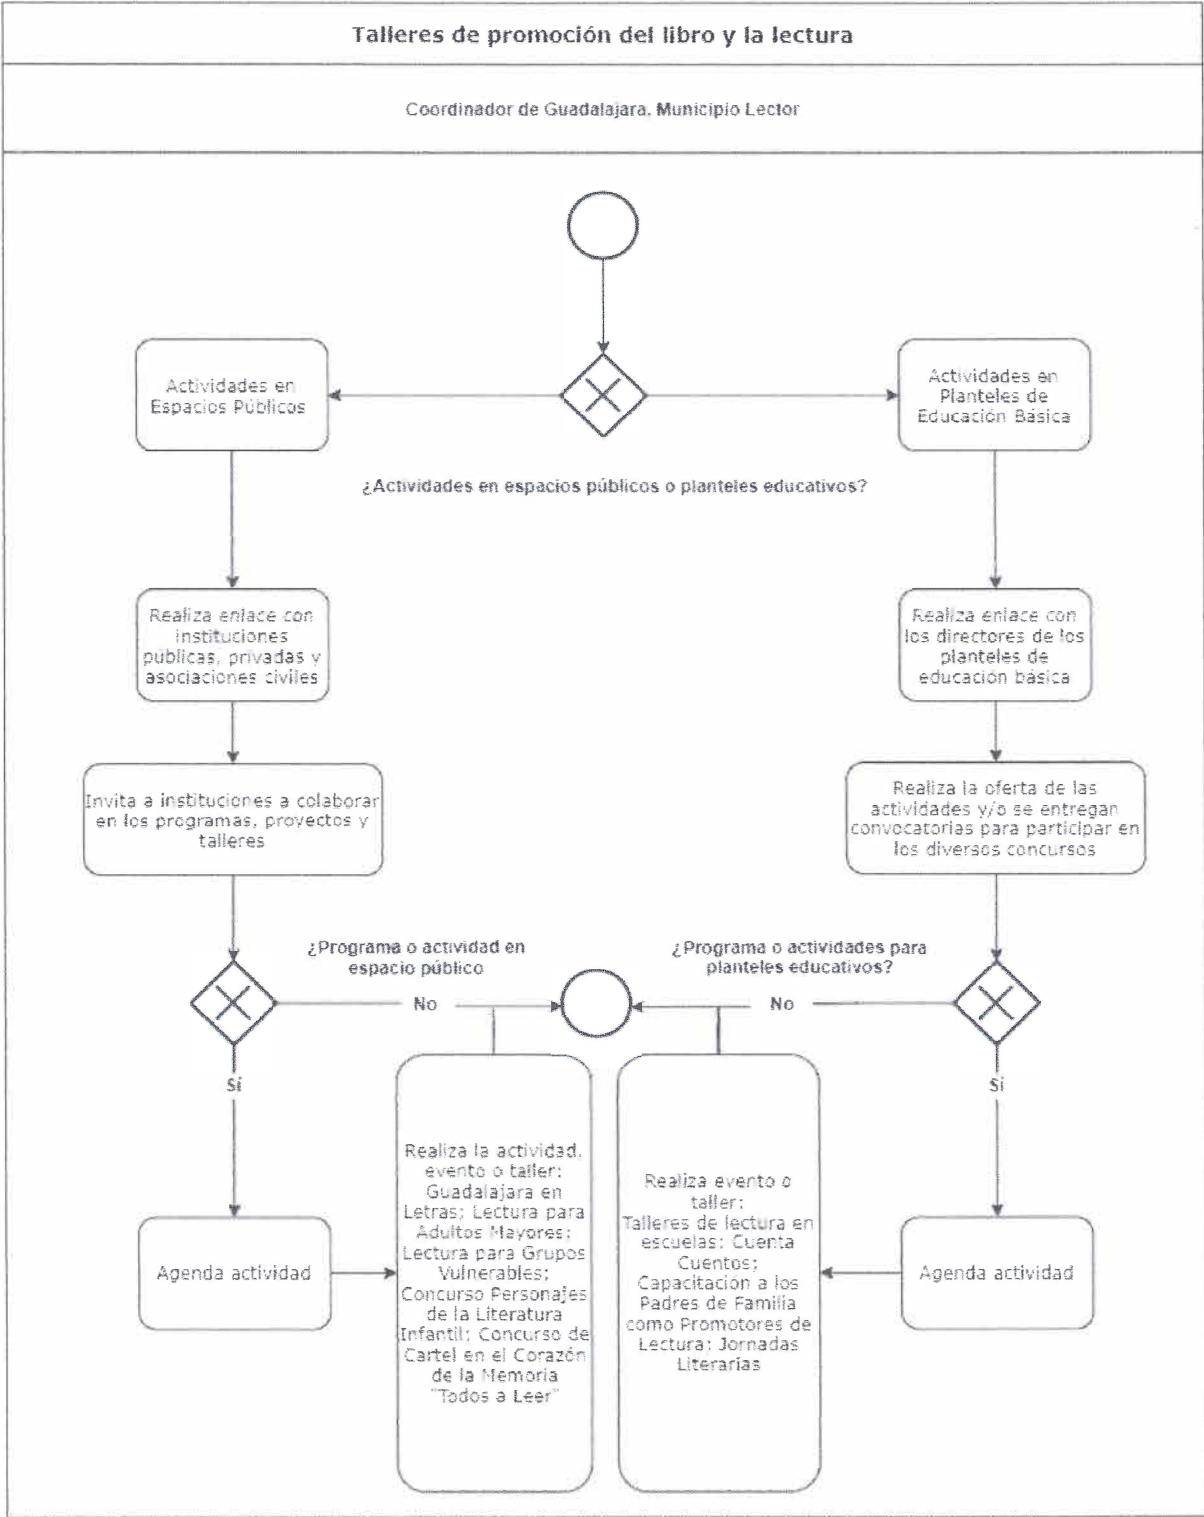 Talleres de promoción del libro y la lectura
Coordinador de Guadalajara. Municipio Lector
Actividades en
Espacios Públicos
Actividades en
Planteles de
Educación Básica
¿Actividades en espacios públicos o planteles educativos?
Realiza enlace con
instituciones
públicas, privadas y
asociaciones civiles
Realiza enlace con
los directores de los
planteles de
educación básica
Invita a instituciones a colaborar
en los programas, proyectos y
talleres
Realiza la oferta de las
actividades y/o se entregan
convocatorias para participar en
los diversos concursos
¿Programa o actividad en
espacio público
¿Programa o actividades para
planteles educativos?
No
No
Sí
Sí
Agenda actividad
Realiza la actividad,
evento o taller:
Guadalajara en
Letras; Lectura para
Adultos Mayores;
Lectura para Grupos
Vulnerables;
Concurso Personajes
de la Literatura
Infantil; Concurso de
Cartel en el Corazón
de la Memoria
"Todos a Leer"
Realiza evento o
taller:
Talleres de lectura en
escuelas; Cuenta
Cuentos;
Capacitación a los
Padres de Familia
como Promotores de
Lectura; Jornadas
Literarias
Agenda actividad